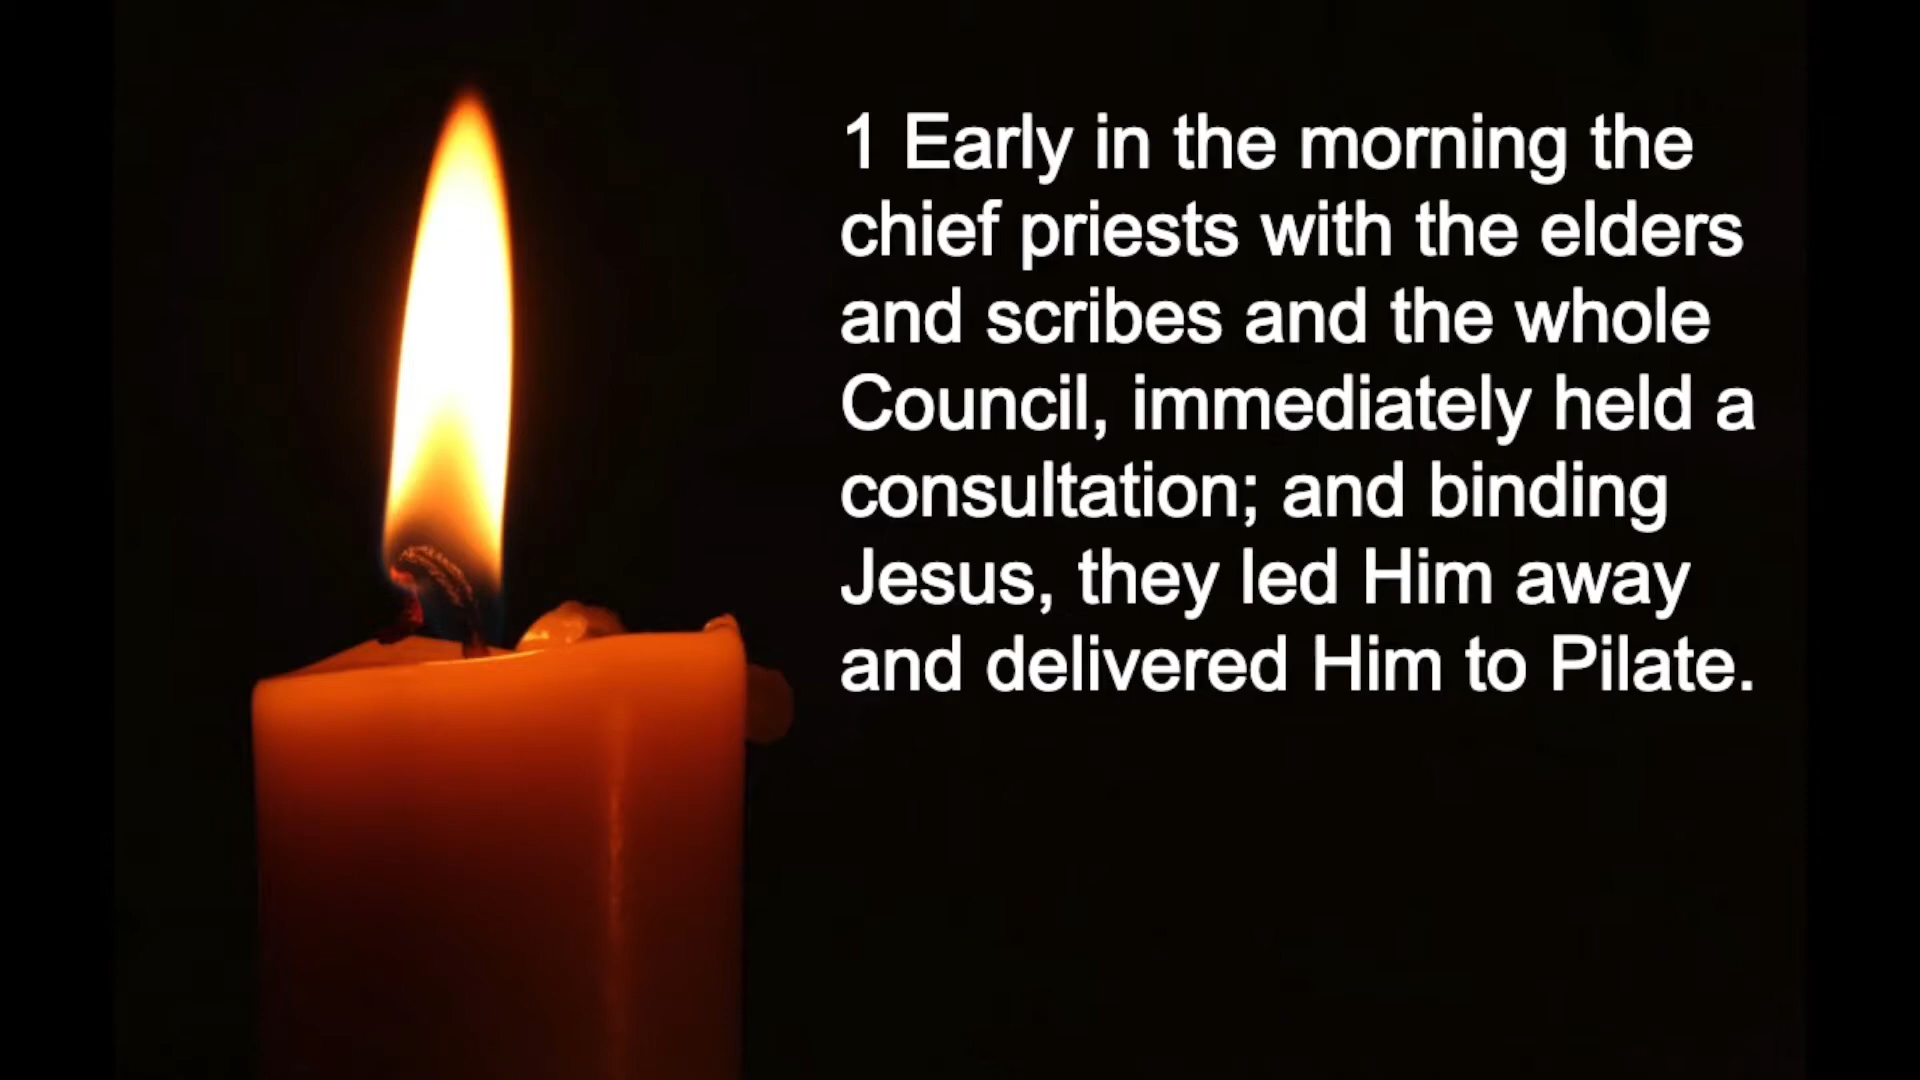 1 Early in the morning the
chief priests with the elders
and scribes and the whole
Council, immediately held a
consultation; and binding
Jesus, they led Him away
and delivered Him to Pilate.